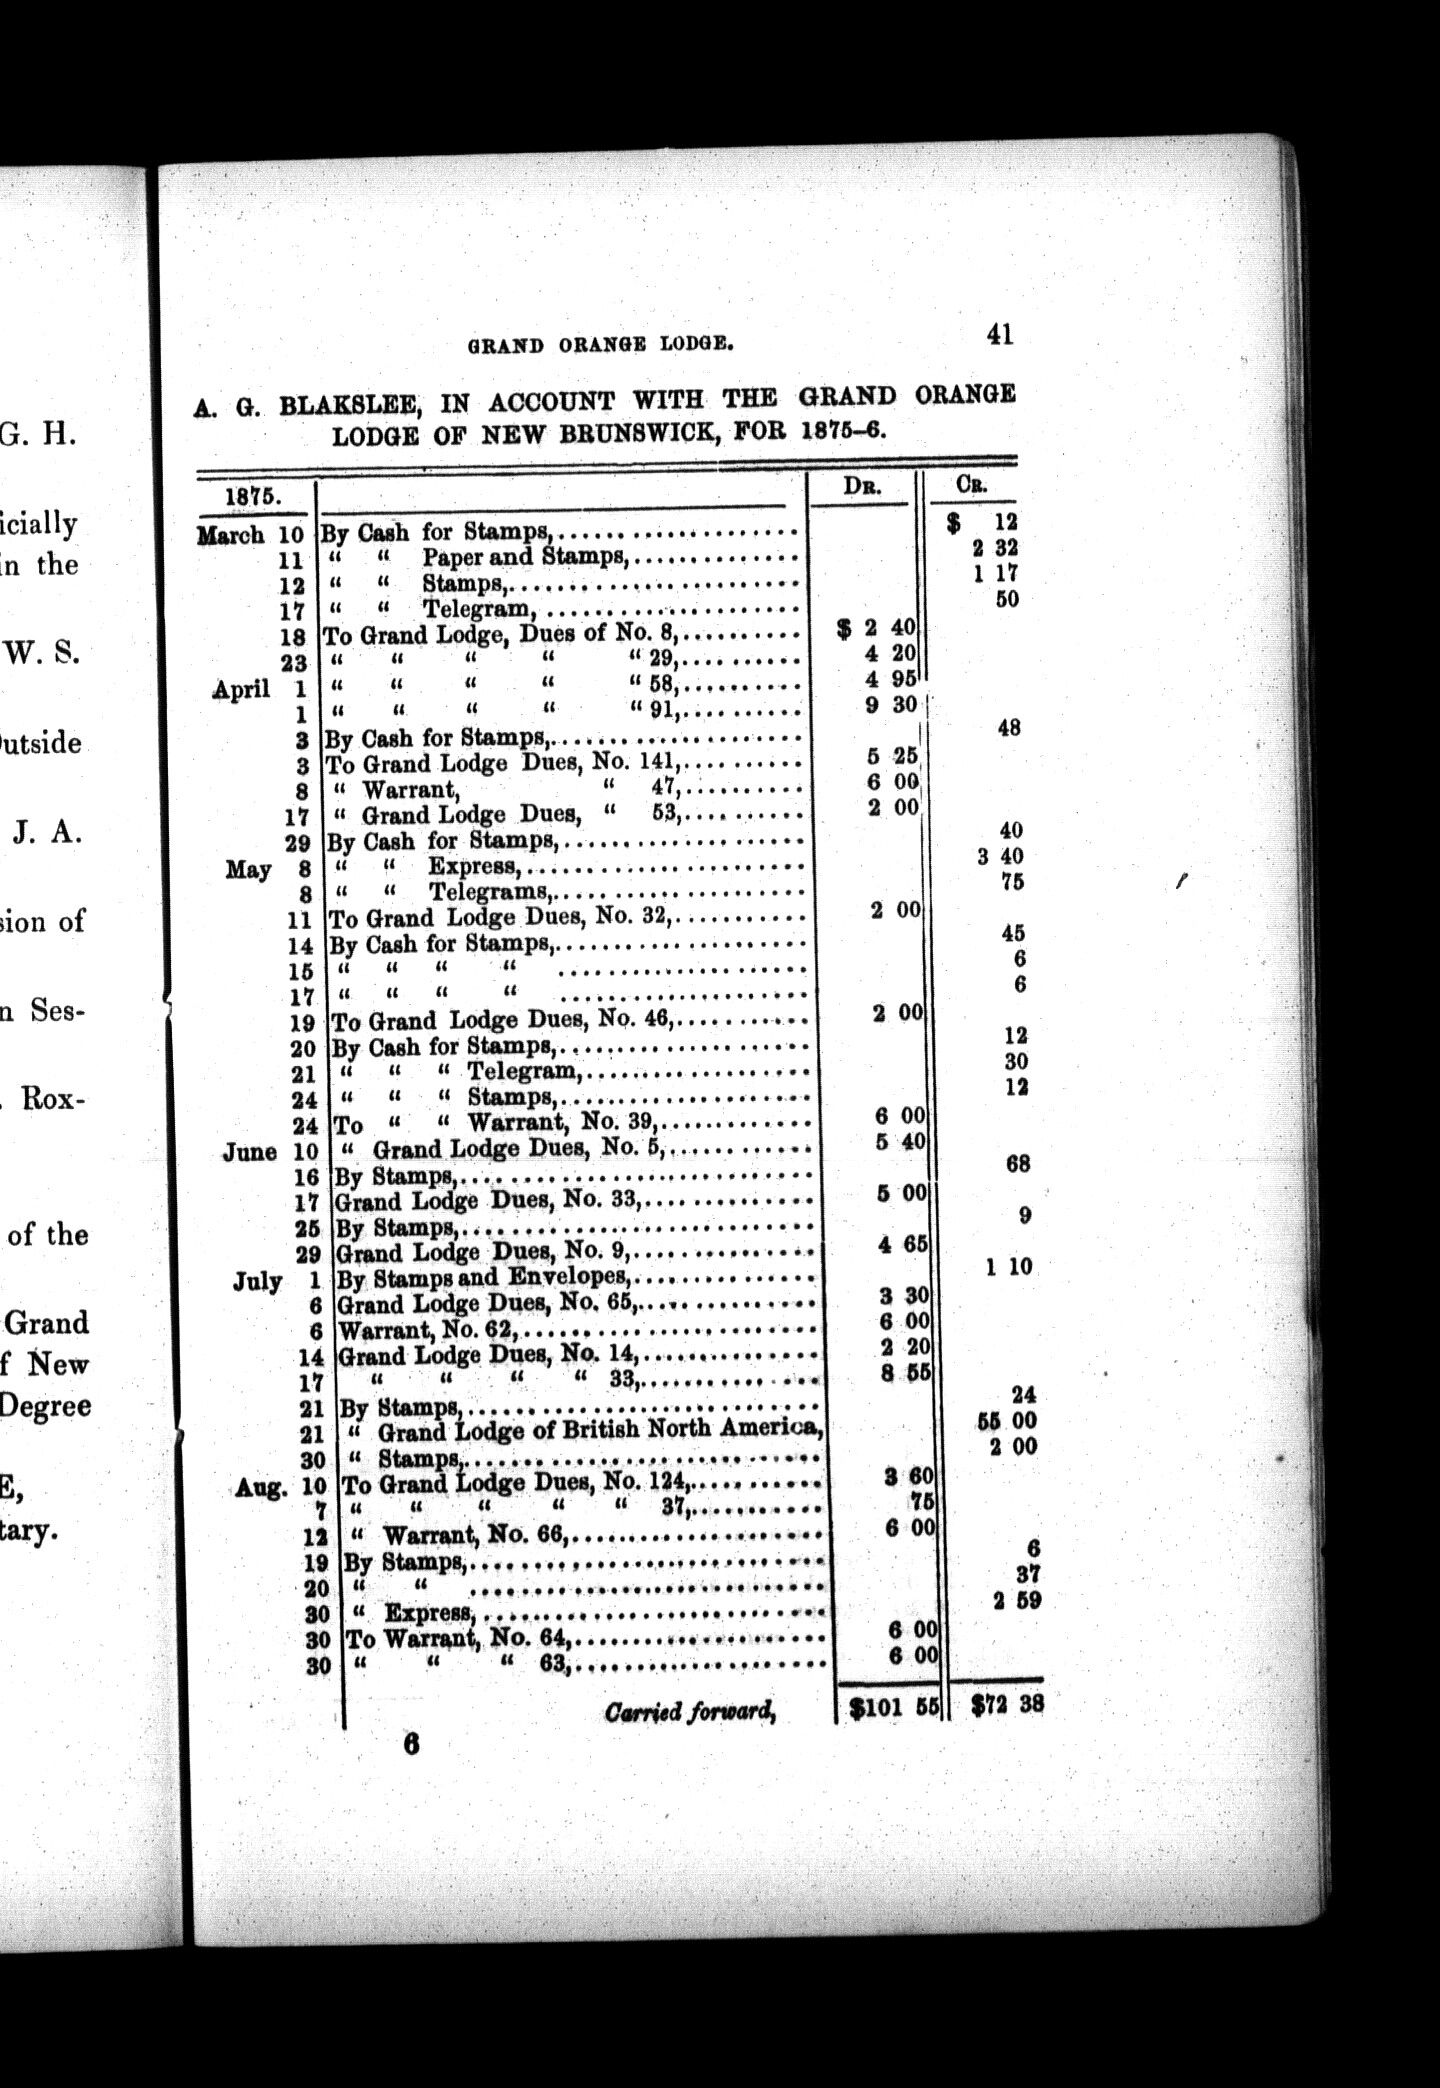 G. H.
icially
in the
W. S.
Outside
J. A.
sion of
n Ses-
. Rox-
of the
Grand
f New
Degree
E,
tary.
GRAND ORANGE LODGE. 41
A. G. BLAKSLEE, IN ACCOUNT WITH THE GRAND ORANGE
LODGE OF NEW BRUNSWICK, FOR 1875-6.
1875. DR. CR.
March 10 By Cash for Stamps,.................... $ 12
11 “ “ Paper and Stamps,.............. 2 32
12 “ “ Stamps,........................ 1 17
17 “ “ Telegram, ..................... 50
18 To Grand Lodge, Dues of No. 8,.......... $ 2 40
23 “ “ “ “ “ 29,.......... 4 20
April 1 “ “ “ “ “ 58,.......... 4 95
1 “ “ “ “ “ 91,.......... 9 30
3 By Cash for Stamps,..................... 48
3 To Grand Lodge Dues, No. 141,.......... 5 25
8 “ Warrant, “ 47,.......... 6 00
17 “ Grand Lodge Dues, “ 53,.......... 2 00
29 By Cash for Stamps,.................... 40
May 8 “ “ Express,....................... 3 40
8 “ “ Telegrams,..................... 75
11 To Grand Lodge Dues, No. 32,........... 2 00
14 By Cash for Stamps,..................... 45
15 “ “ “ “ .................... 6
17 “ “ “ “ .................... 6
19 To Grand Lodge Dues, No. 46,........... 2 00
20 By Cash for Stamps,..................... 12
21 “ “ “ Telegram,................... 30
24 “ “ “ Stamps,..................... 12
24 To “ “ Warrant, No. 39,............. 6 00
June 10 “ Grand Lodge Dues, No. 5,............ 5 40
16 By Stamps,............................. 68
17 Grand Lodge Dues, No. 33,.............. 5 00
25 By Stamps,............................. 9
29 Grand Lodge Dues, No. 9,............... 4 65
July 1 By Stamps and Envelopes,............... 1 10
6 Grand Lodge Dues, No. 65,............... 3 30
6 Warrant, No. 62,........................ 6 00
14 Grand Lodge Dues, No. 14,.............. 2 20
17 “ “ “ “ 33,............... 8 55
21 By Stamps,............................. 24
21 “ Grand Lodge of British North America, 55 00
30 “ Stamps,............................. 2 00
Aug. 10 To Grand Lodge Dues, No. 124,........... 3 60
7 “ “ “ “ “ 37,........... 75
12 “ Warrant, No. 66,..................... 6 00
19 By Stamps,............................. 6
20 “ “ ............................. 37
30 “ Express,............................ 2 59
30 To Warrant, No. 64,..................... 6 00
30 “ “ “ 63,..................... 6 00
Carried forward, $101 55 $72 38
6